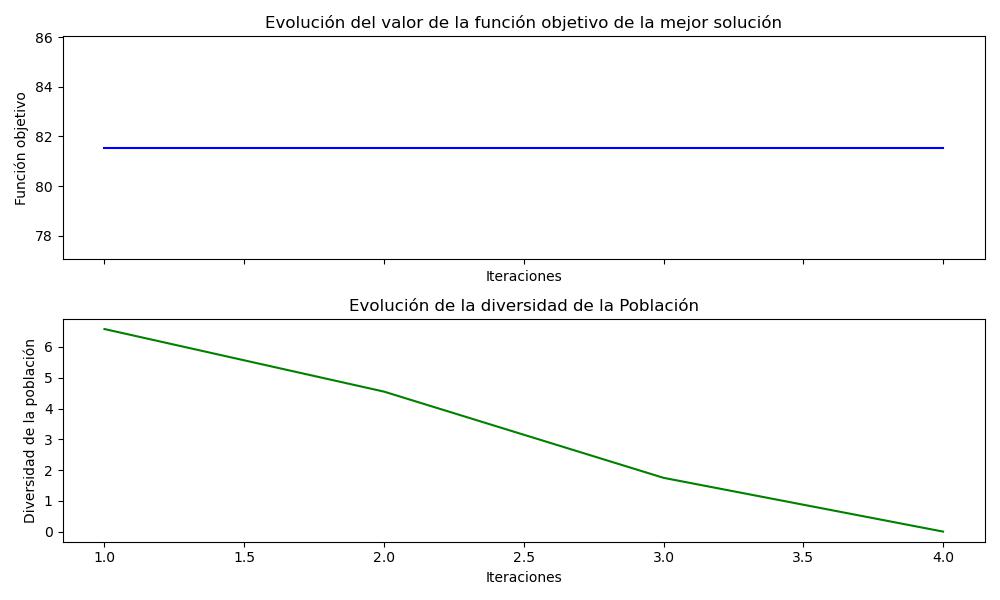 Evolución del valor de la función objetivo de la mejor solución
86
84
82
80
78
Función objetivo
Iteraciones
Evolución de la diversidad de la Población
6
5
4
3
2
1
0
Diversidad de la población
1.0 1.5 2.0 2.5 3.0 3.5 4.0
Iteraciones